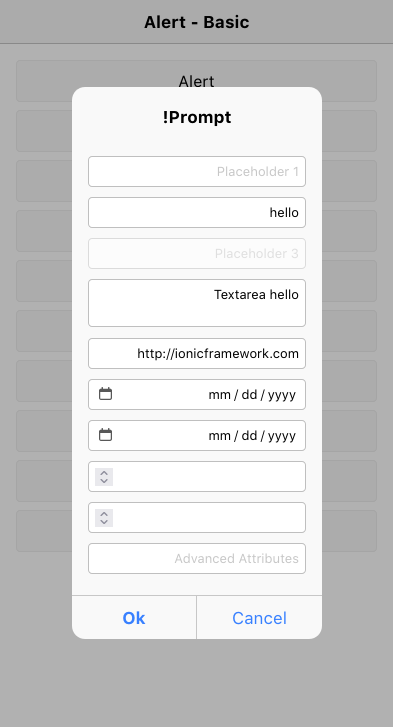 Alert - Basic
Alert
!Prompt
Placeholder 1
hello
Placeholder 3
Textarea hello
http://ionicframework.com
mm / dd / yyyy
mm / dd / yyyy
Advanced Attributes
Ok
Cancel